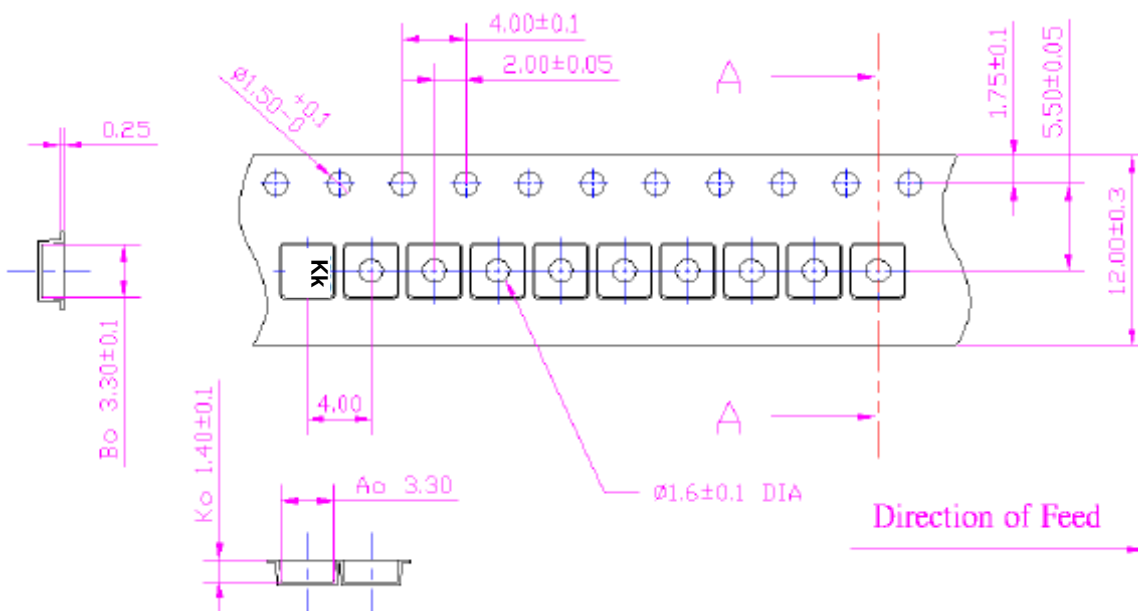 4.00±0.1
2.00±0.05
Ø1.50 +0.1 -0
0.25
A
1.75±0.1
5.50±0.05
12.00±0.3
Kk
Bo 3.30±0.1
4.00
Ko 1.40±0.1
Ao 3.30
A
Ø1.6±0.1 DIA
Direction of Feed